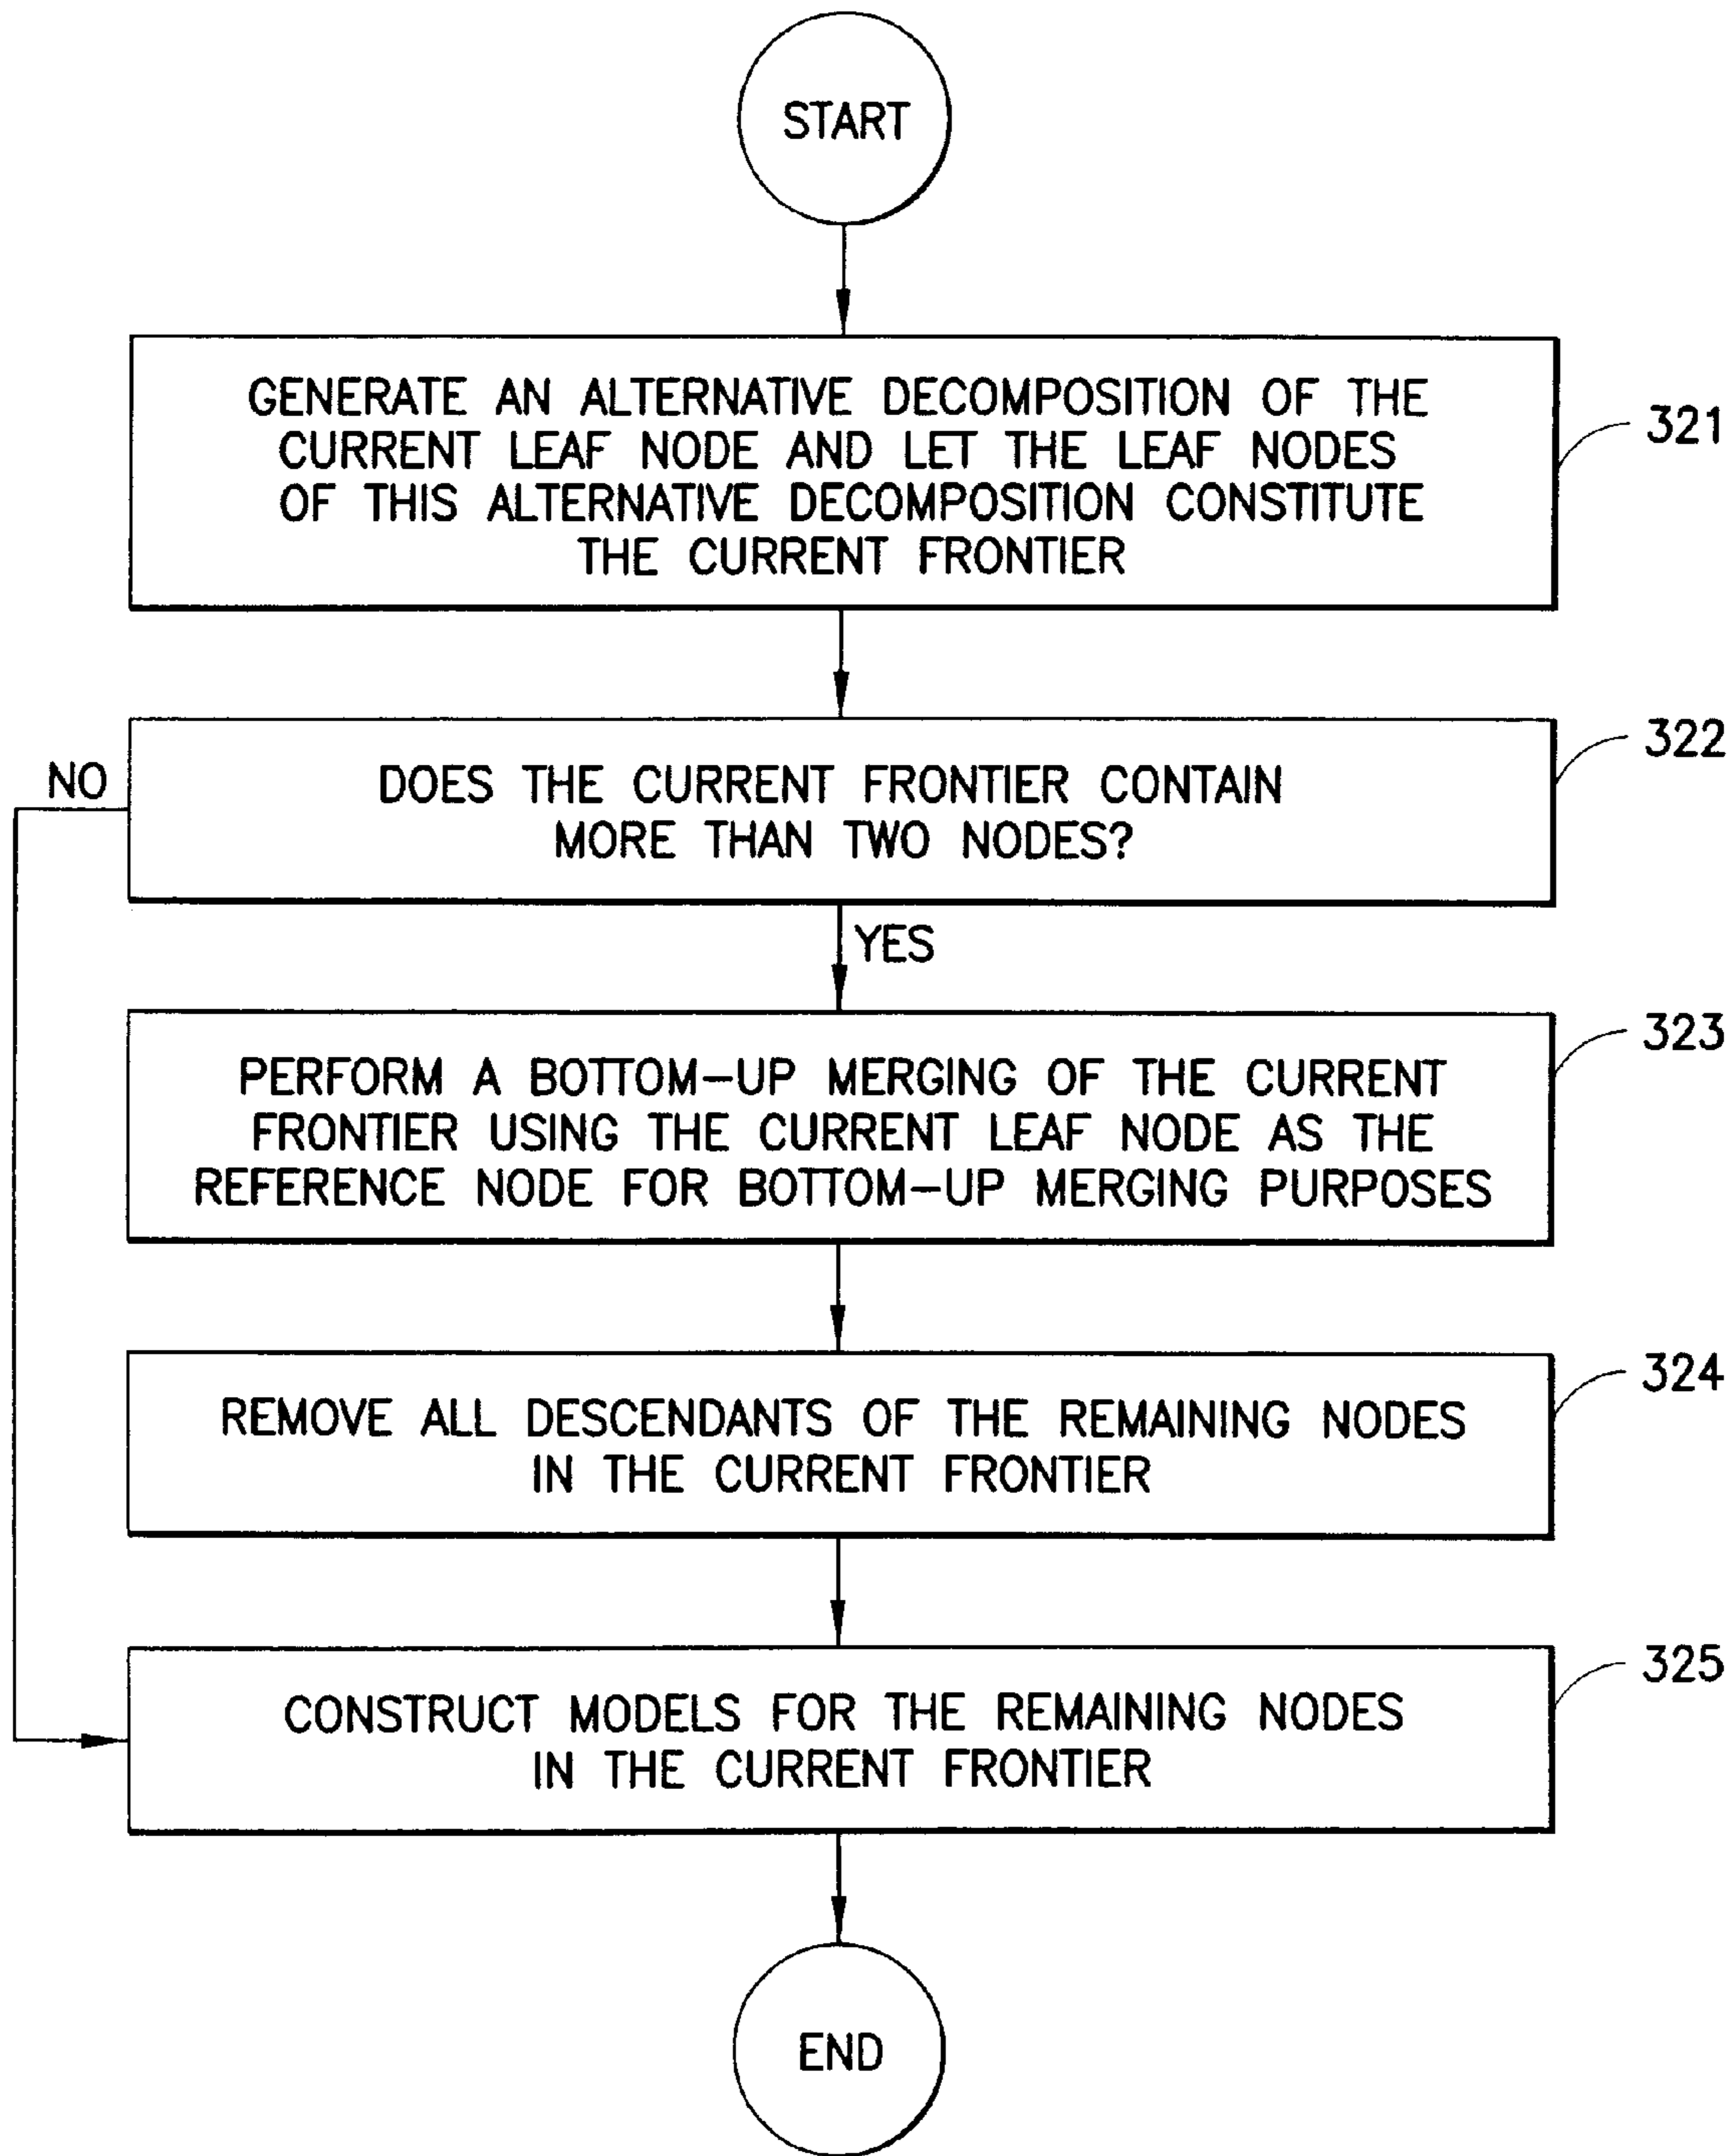 START
GENERATE AN ALTERNATIVE DECOMPOSITION OF THE
CURRENT LEAF NODE AND LET THE LEAF NODES
OF THIS ALTERNATIVE DECOMPOSITION CONSTITUTE
THE CURRENT FRONTIER
321
DOES THE CURRENT FRONTIER CONTAIN
MORE THAN TWO NODES?
322
NO
YES
PERFORM A BOTTOM-UP MERGING OF THE CURRENT
FRONTIER USING THE CURRENT LEAF NODE AS THE
REFERENCE NODE FOR BOTTOM-UP MERGING PURPOSES
323
REMOVE ALL DESCENDANTS OF THE REMAINING NODES
IN THE CURRENT FRONTIER
324
CONSTRUCT MODELS FOR THE REMAINING NODES
IN THE CURRENT FRONTIER
325
END